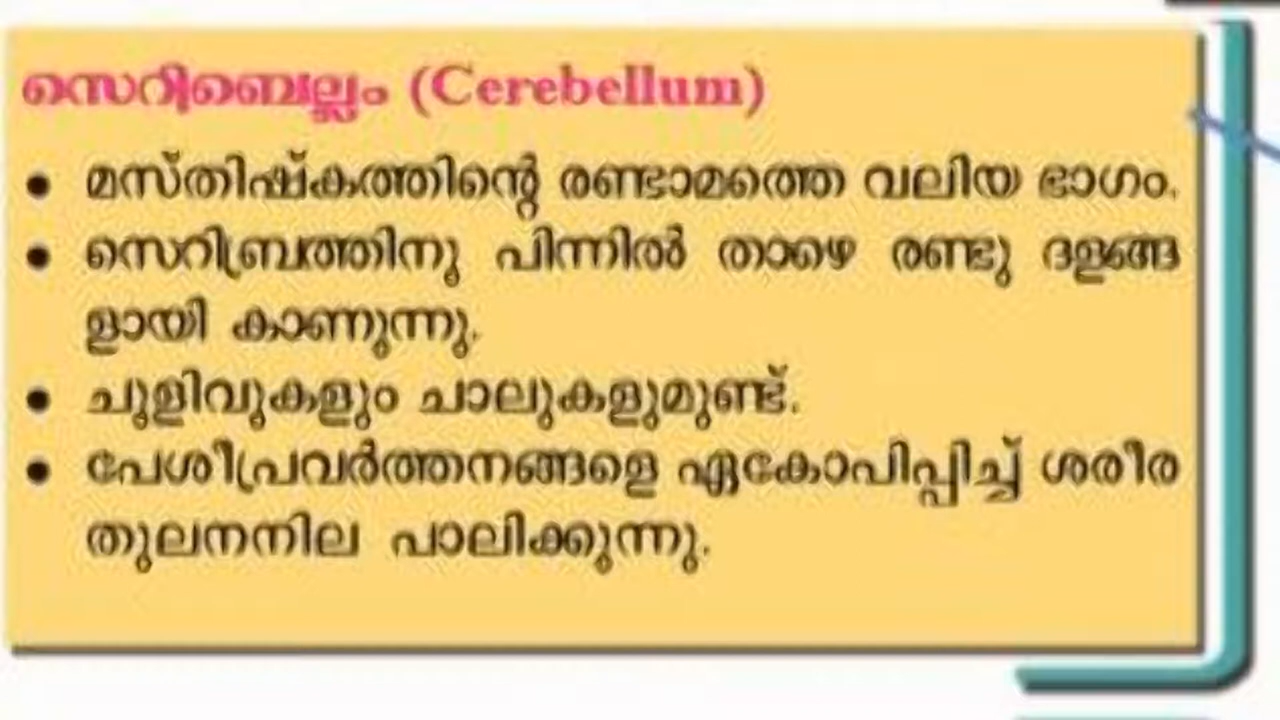 സെറിബെല്ലം (Cerebellum)
• മസ്തിഷ്കത്തിന്റെ രണ്ടാമത്തെ വലിയ ഭാഗം.
• സെറിബ്രത്തിനു പിന്നിൽ താഴെ രണ്ടു ദളങ്ങ
ളായി കാണുന്നു.
• ചുളിവുകളും ചാലുകളുമുണ്ട്.
• പേശീപ്രവർത്തനങ്ങളെ ഏകോപിപ്പിച്ച് ശരീര
തുലനനില പാലിക്കുന്നു.